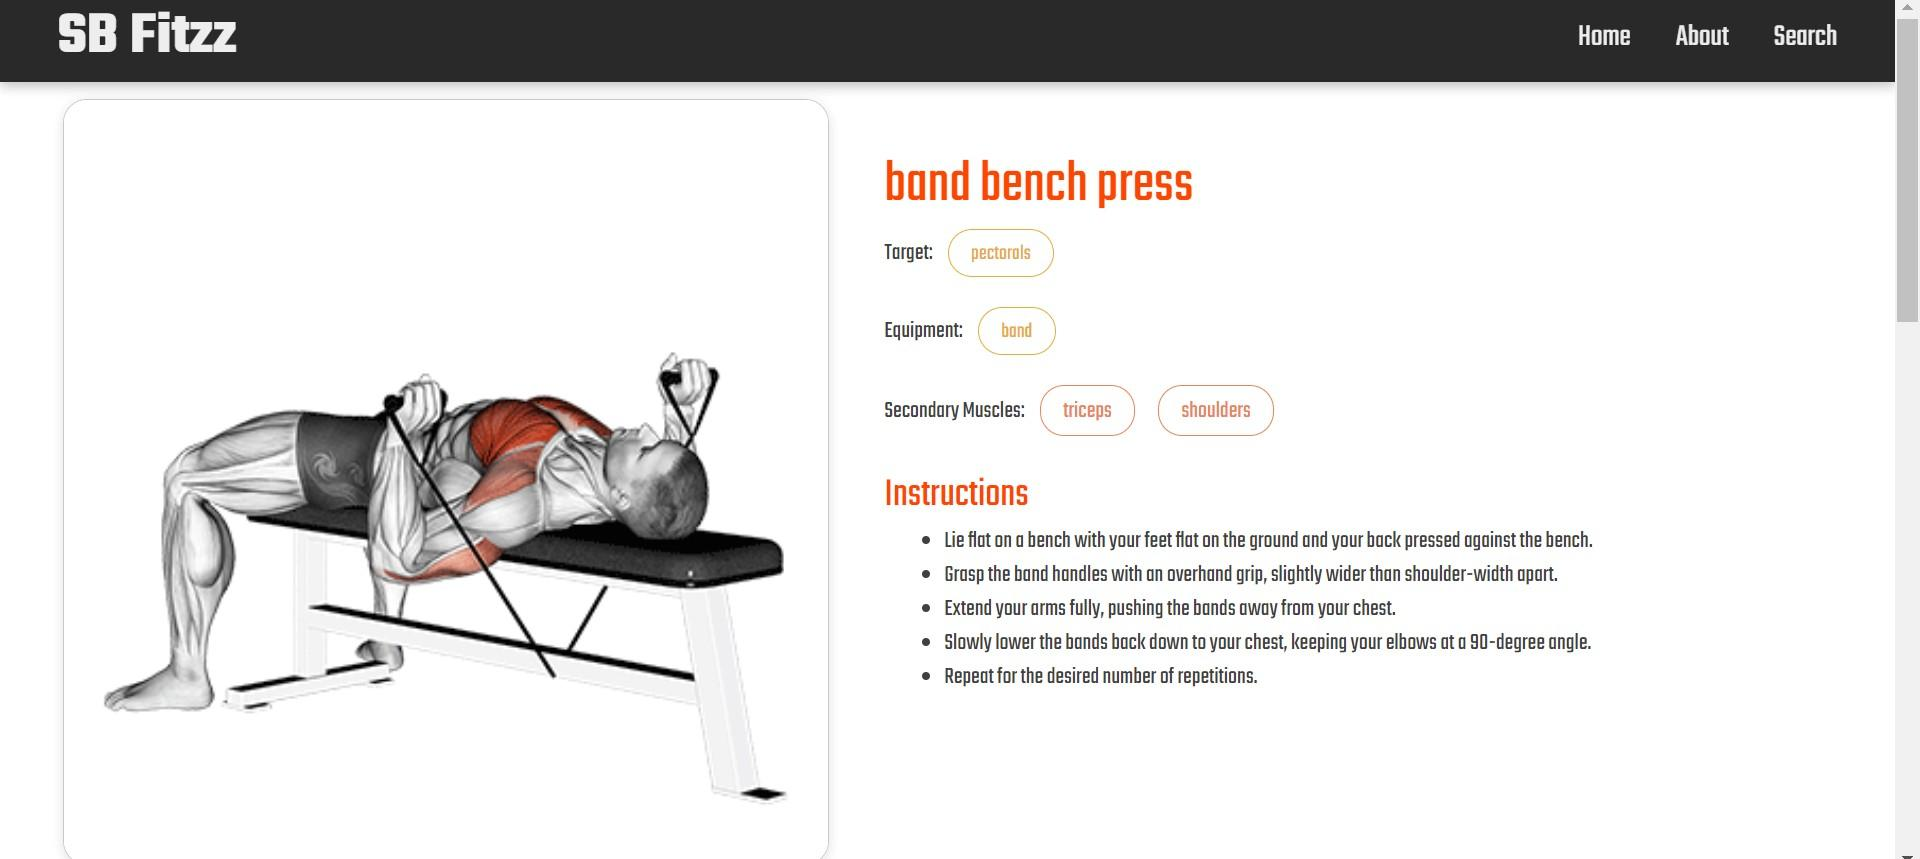 SB Fitzz
Home About Search
band bench press
Target: pectorals
Equipment: band
Secondary Muscles: triceps shoulders
Instructions
Lie flat on a bench with your feet flat on the ground and your back pressed against the bench.
Grasp the band handles with an overhand grip, slightly wider than shoulder-width apart.
Extend your arms fully, pushing the bands away from your chest.
Slowly lower the bands back down to your chest, keeping your elbows at a 90-degree angle.
Repeat for the desired number of repetitions.